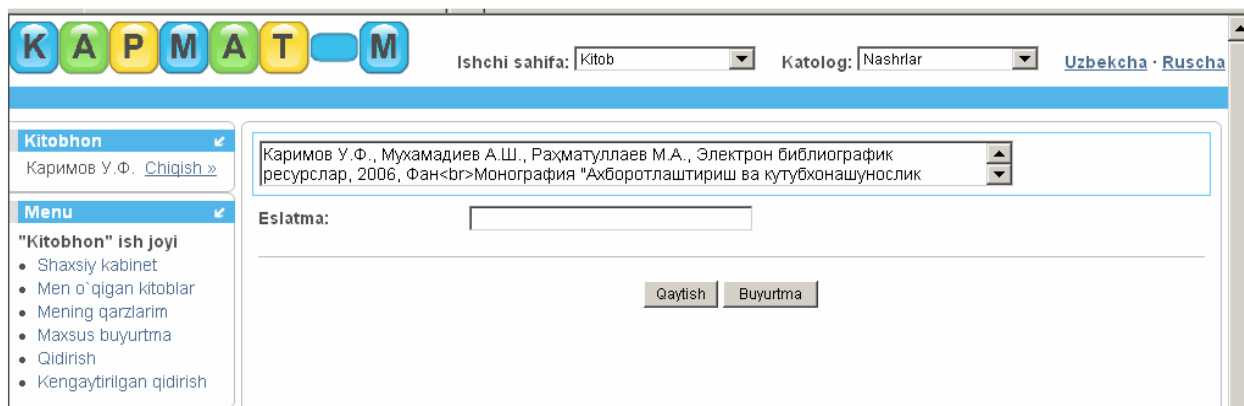 КАРМАТ-М
Ishchi sahifa: Kitob Katolog: Nashrlar Uzbekcha · Ruscha
Kitobhon
Каримов У.Ф. Chiqish »
Каримов У.Ф., Мухамадиев А.Ш., Раҳматуллаев М.А., Электрон библиографик
ресурслар, 2006, Фан<br>Монография "Ахборотлаштириш ва кутубхонашунослик
Eslatma:
Qaytish Buyurtma
Menu
"Kitobhon" ish joyi
• Shaxsiy kabinet
• Men o`qigan kitoblar
• Mening qarzlarim
• Maxsus buyurtma
• Qidirish
• Kengaytirilgan qidirish